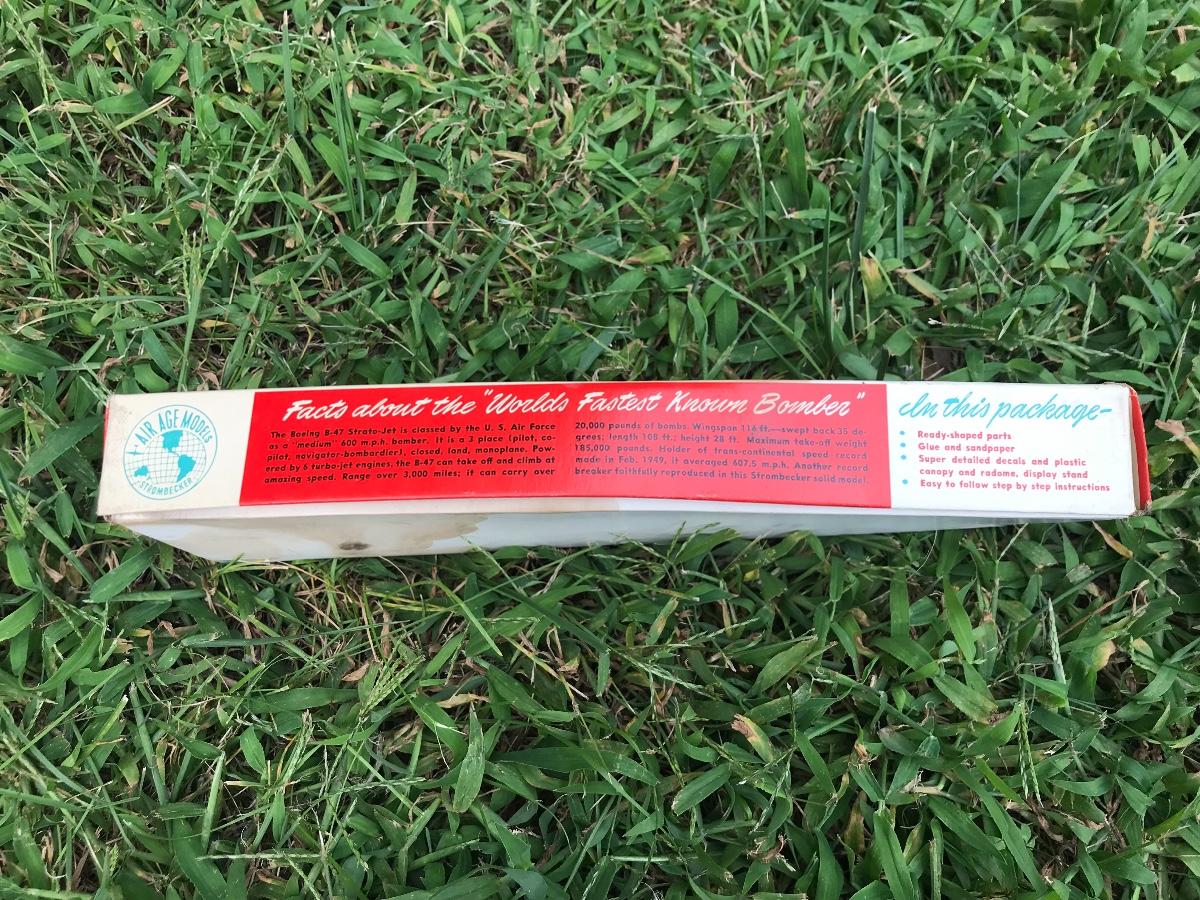 AIR AGE MODELS
STROMBECKER
Facts about the "Worlds Fastest Known Bomber"
The Boeing B-47 Strato-Jet is classed by the U. S. Air Force
as a "medium" 600 m.p.h. bomber. It is a 3 place (pilot, co-
pilot, navigator-bombardier), closed, land, monoplane. Pow-
ered by 6 turbo-jet engines, the B-47 can take off and climb at
amazing speed. Range over 3,000 miles; it can carry over
20,000 pounds of bombs. Wingspan 116 ft.—swept back 35 de-
grees; length 108 ft.; height 28 ft. Maximum take-off weight
185,000 pounds. Holder of trans-continental speed record
made in Feb. 1949, it averaged 607.5 m.p.h. Another record
breaker faithfully reproduced in this Strombecker solid model.
In this package-
• Ready-shaped parts
• Glue and sandpaper
• Super detailed decals and plastic
canopy and radome, display stand
• Easy to follow step by step instructions